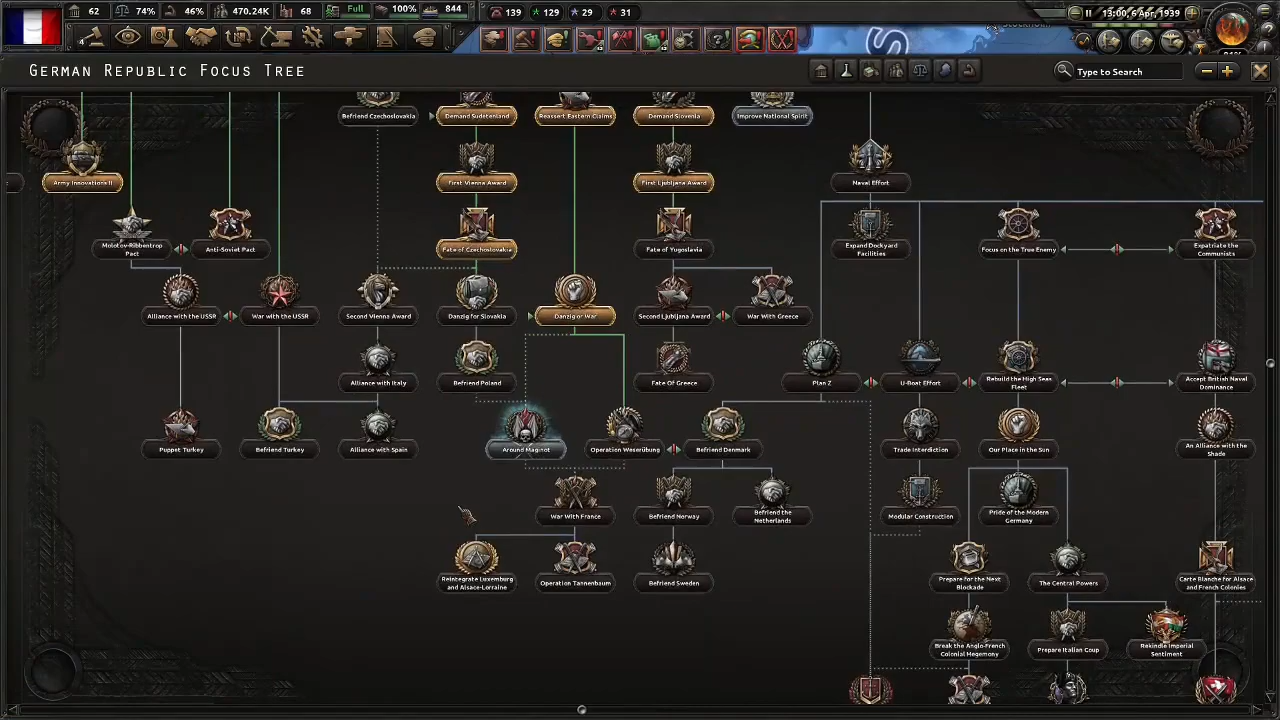 62 74% 46% 470.24K 68 Full 100% 844 139 129 29 31 13:00, 6 Apr, 1939
German Republic Focus Tree
Type to Search
Befriend Czechoslovakia Demand Sudetenland Reassert Eastern Claims Demand Slovenia Improve National Spirit
Army Innovations II First Vienna Award First Ljubljana Award Naval Effort
Molotov-Ribbentrop
Pact
Anti-Soviet Pact
Fate of Czechoslovakia
Fate of Yugoslavia
Expand Dockyard
Facilities
Focus on the True Enemy
Expatriate the
Communists
Alliance with the USSR War with the USSR Second Vienna Award Danzig for Slovakia Danzig or War Second Ljubljana Award War With Greece
Alliance with Italy Befriend Poland Fate Of Greece Plan Z U-Boat Effort
Rebuild the High Seas
Fleet
Accept British Naval
Dominance
Puppet Turkey Befriend Turkey Alliance with Spain Around Maginot Operation Weserübung Befriend Denmark Trade Interdiction Our Place in the Sun
An Alliance with the
Shade
War With France Befriend Norway
Befriend the
Netherlands
Modular Construction
Pride of the Modern
Germany
Reintegrate Luxemburg
and Alsace-Lorraine
Operation Tannenbaum Befriend Sweden
Prepare for the Next
Blockade
The Central Powers
Carte Blanche for Alsace
and French Colonies
Break the Anglo-French
Colonial Hegemony
Prepare Italian Coup
Rekindle Imperial
Sentiment